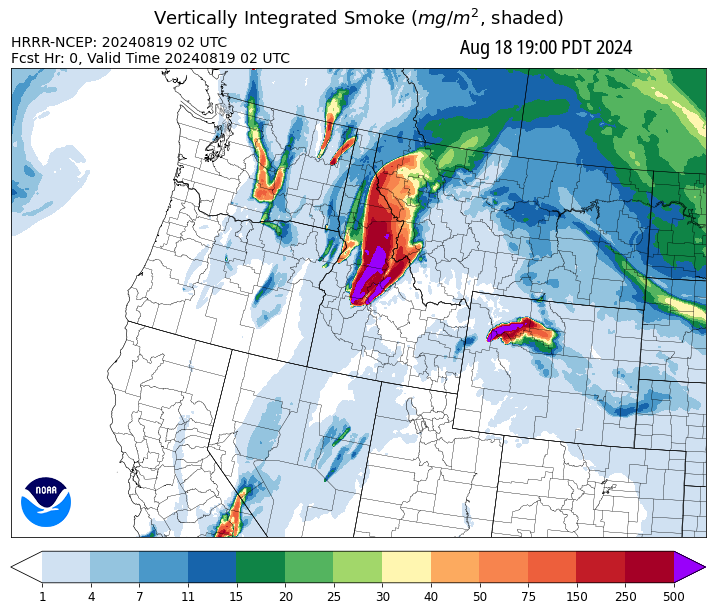 Vertically Integrated Smoke (mg/m², shaded)
HRRR-NCEP: 20240819 02 UTC
Fcst Hr: 0, Valid Time 20240819 02 UTC
Aug 18 19:00 PDT 2024
NOAA
1 4 7 11 15 20 25 30 40 50 75 150 250 500